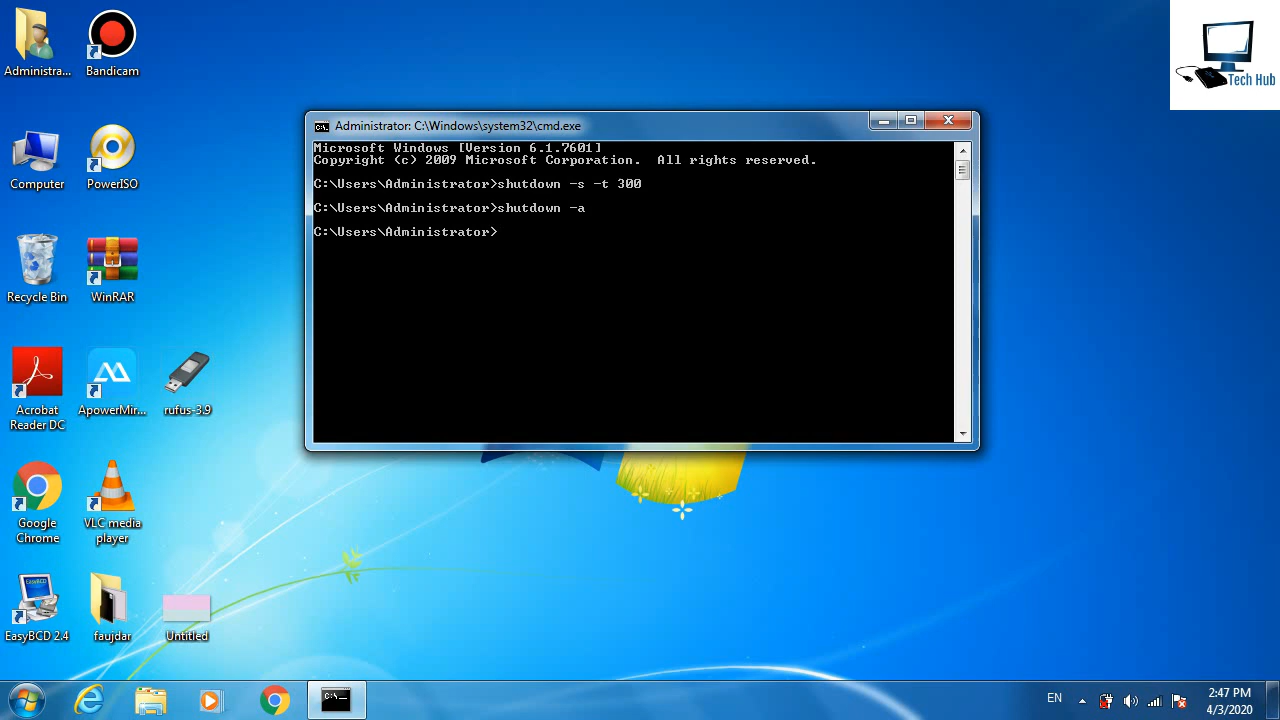 Administra...
Bandicam
Computer
PowerISO
Recycle Bin
WinRAR
Acrobat
Reader DC
ApowerMir...
rufus-3.9
Google
Chrome
VLC media
player
EasyBCD
EasyBCD 2.4
faujdar
Untitled
Tech Hub
Administrator: C:\Windows\system32\cmd.exe
Microsoft Windows [Version 6.1.7601]
Copyright (c) 2009 Microsoft Corporation.  All rights reserved.
C:\Users\Administrator>shutdown -s -t 300
C:\Users\Administrator>shutdown -a
C:\Users\Administrator>
C:\.
EN
2:47 PM
4/3/2020